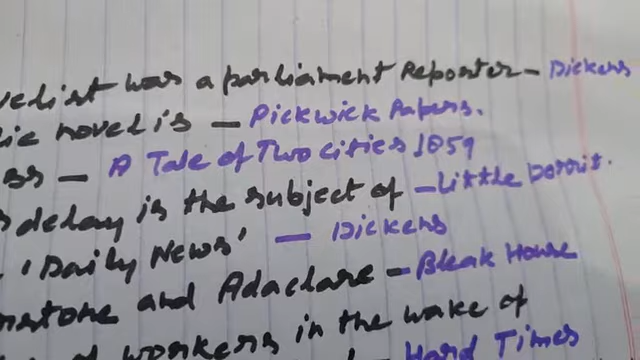 velist was a parliament Reporter - Dickens
ic novel is - Pickwick Papers.
ss - A Tale of Two cities 1859
s delay is the subject of - Little Dorrit.
'Daily News' - Dickens
and Adaclare - Bleak House
workers in the wake of
Hard Times